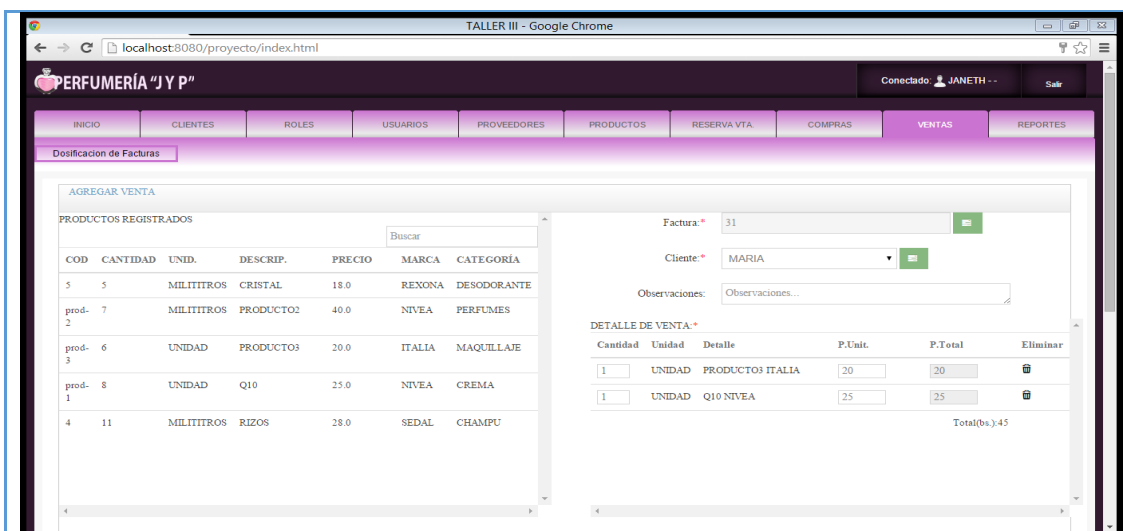 TALLER III - Google Chrome
localhost:8080/proyecto/index.html
PERFUMERÍA "J Y P"
Conectado: JANETH - -
Salir
INICIO CLIENTES ROLES USUARIOS PROVEEDORES PRODUCTOS RESERVA VTA. COMPRAS VENTAS REPORTES
Dosificacion de Facturas
AGREGAR VENTA
PRODUCTOS REGISTRADOS
Buscar
COD CANTIDAD UNID. DESCRIP. PRECIO MARCA CATEGORÍA
5 5 MILITITROS CRISTAL 18.0 REXONA DESODORANTE
prod-2 7 MILITITROS PRODUCTO2 40.0 NIVEA PERFUMES
prod-3 6 UNIDAD PRODUCTO3 20.0 ITALIA MAQUILLAJE
prod-1 8 UNIDAD Q10 25.0 NIVEA CREMA
4 11 MILITITROS RIZOS 28.0 SEDAL CHAMPU
Factura:* 31
Cliente:* MARIA
Observaciones: Observaciones...
DETALLE DE VENTA:*
Cantidad Unidad Detalle P.Unit. P.Total Eliminar
1 UNIDAD PRODUCTO3 ITALIA 20 20
1 UNIDAD Q10 NIVEA 25 25
Total(bs.):45